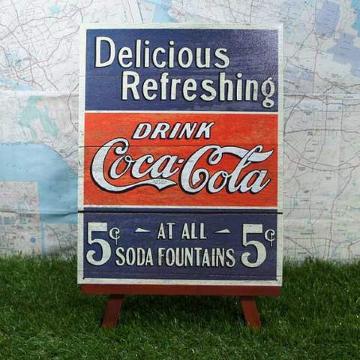 Delicious
Refreshing
DRINK
Coca-Cola
5¢ - AT ALL - 5¢
SODA FOUNTAINS